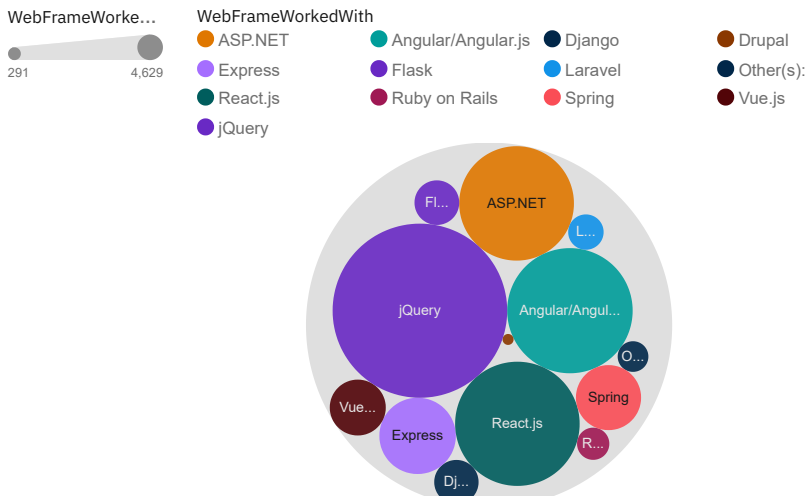 WebFrameWorke...
291
4,629
WebFrameWorkedWith
ASP.NET
Angular/Angular.js
Django
Drupal
Express
Flask
Laravel
Other(s):
React.js
Ruby on Rails
Spring
Vue.js
jQuery
Fl...
ASP.NET
L...
jQuery
Angular/Angul...
O...
Vue...
Express
React.js
Spring
R...
Dj...